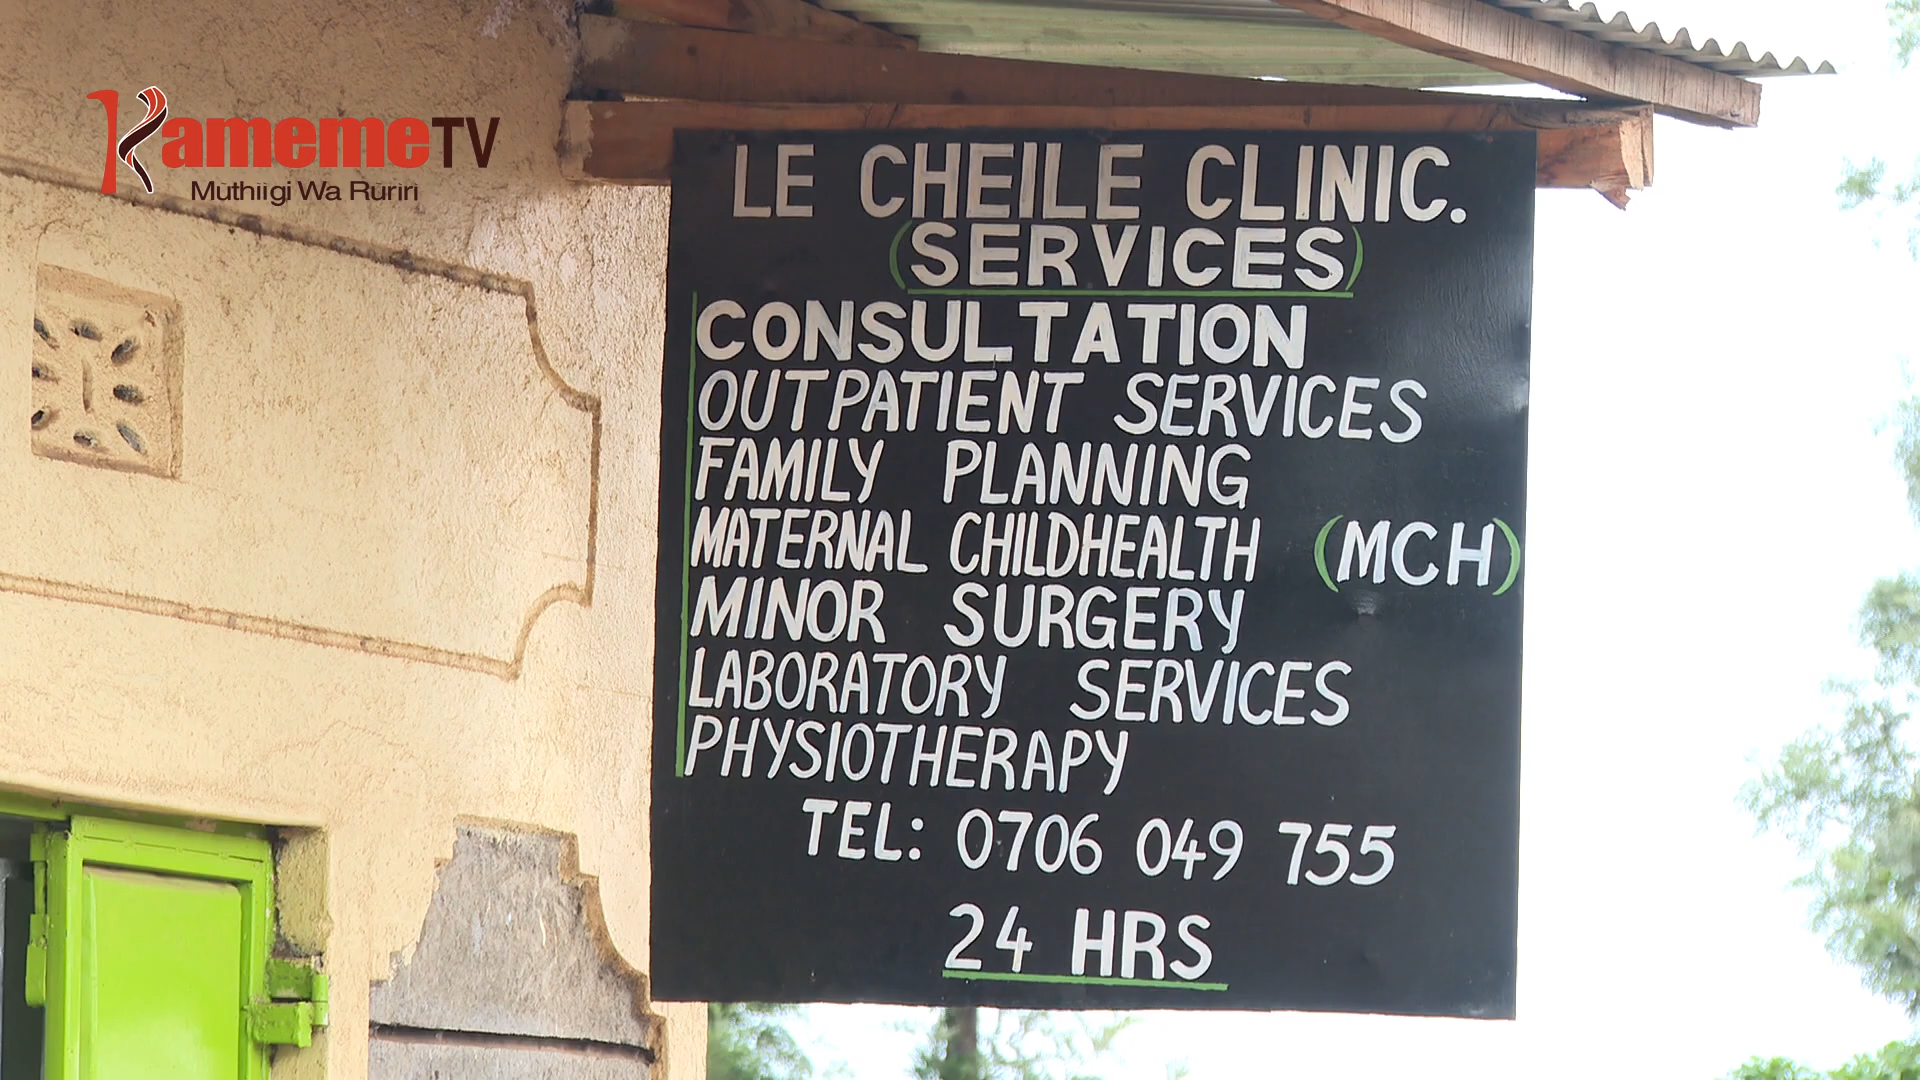 Kameme TV
Muthiigi Wa Rũrĩrĩ
LE CHEILE CLINIC.
(SERVICES)
CONSULTATION
OUTPATIENT SERVICES
FAMILY PLANNING
MATERNAL CHILDHEALTH (MCH)
MINOR SURGERY
LABORATORY SERVICES
PHYSIOTHERAPY
TEL: 0706 049 755
24 HRS